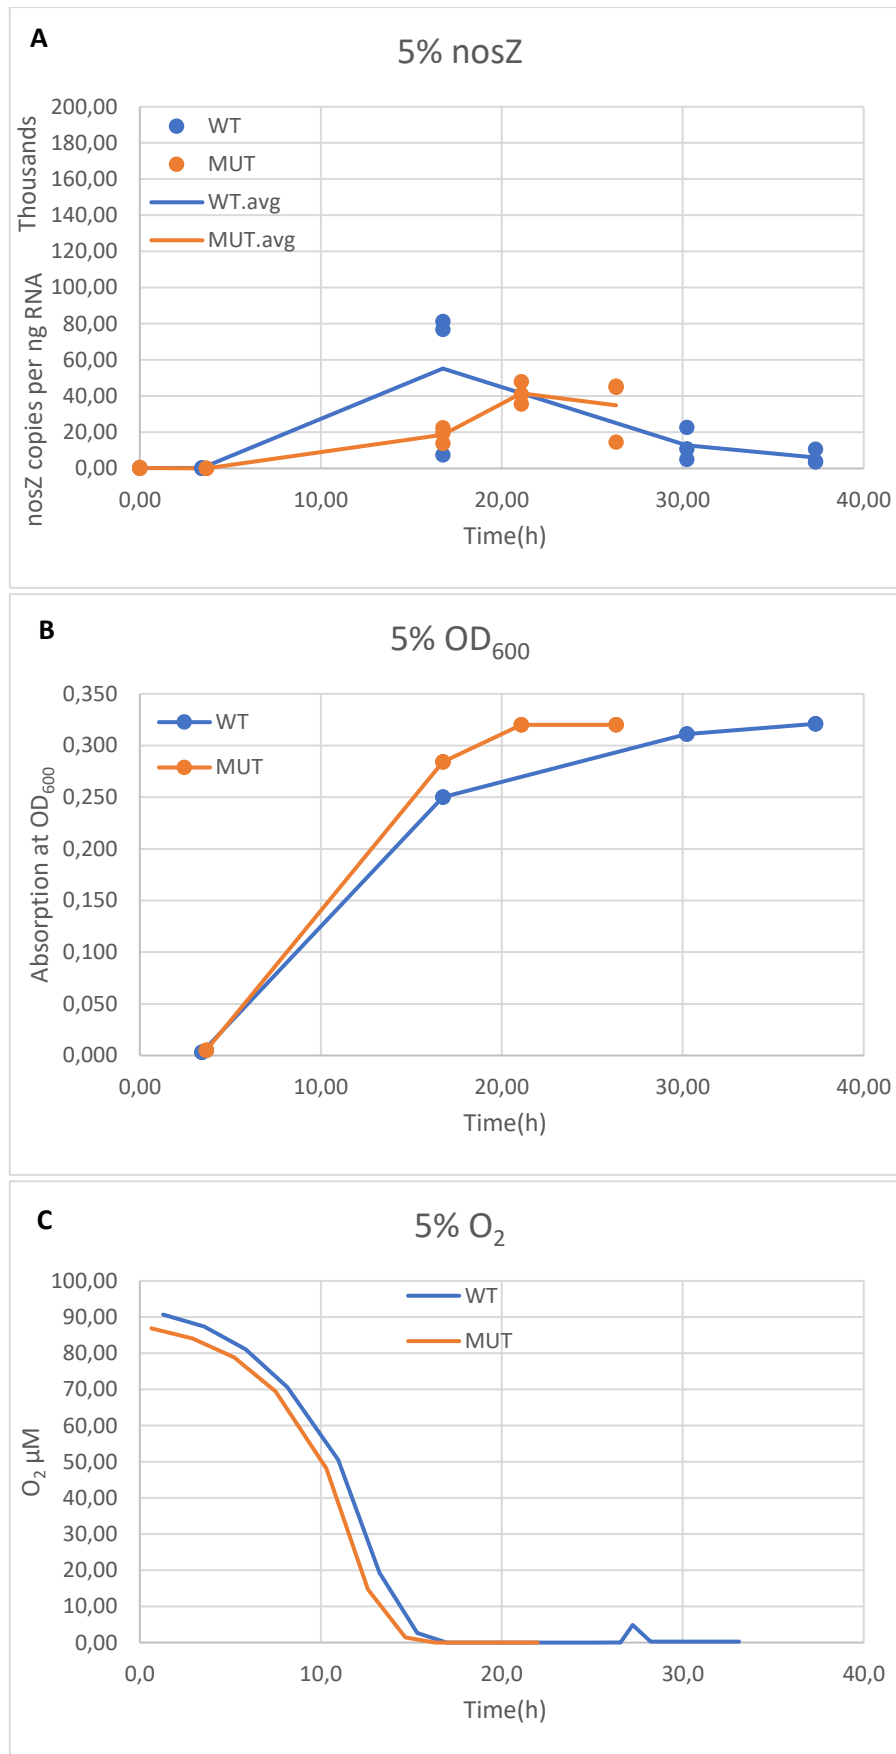 A
5% nosZ
nosZ copies per ng RNA
Thousands
200,00
180,00
160,00
140,00
120,00
100,00
80,00
60,00
40,00
20,00
0,00
WT
MUT
WT.avg
MUT.avg
0,00 10,00 20,00 30,00 40,00
Time(h)
B
5% OD₆₀₀
Absorption at OD₆₀₀
0,350
0,300
0,250
0,200
0,150
0,100
0,050
0,000
WT
MUT
0,00 10,00 20,00 30,00 40,00
Time(h)
C
5% O₂
O₂ µM
100,00
90,00
80,00
70,00
60,00
50,00
40,00
30,00
20,00
10,00
0,00
WT
MUT
0,0 10,0 20,0 30,0 40,0
Time(h)